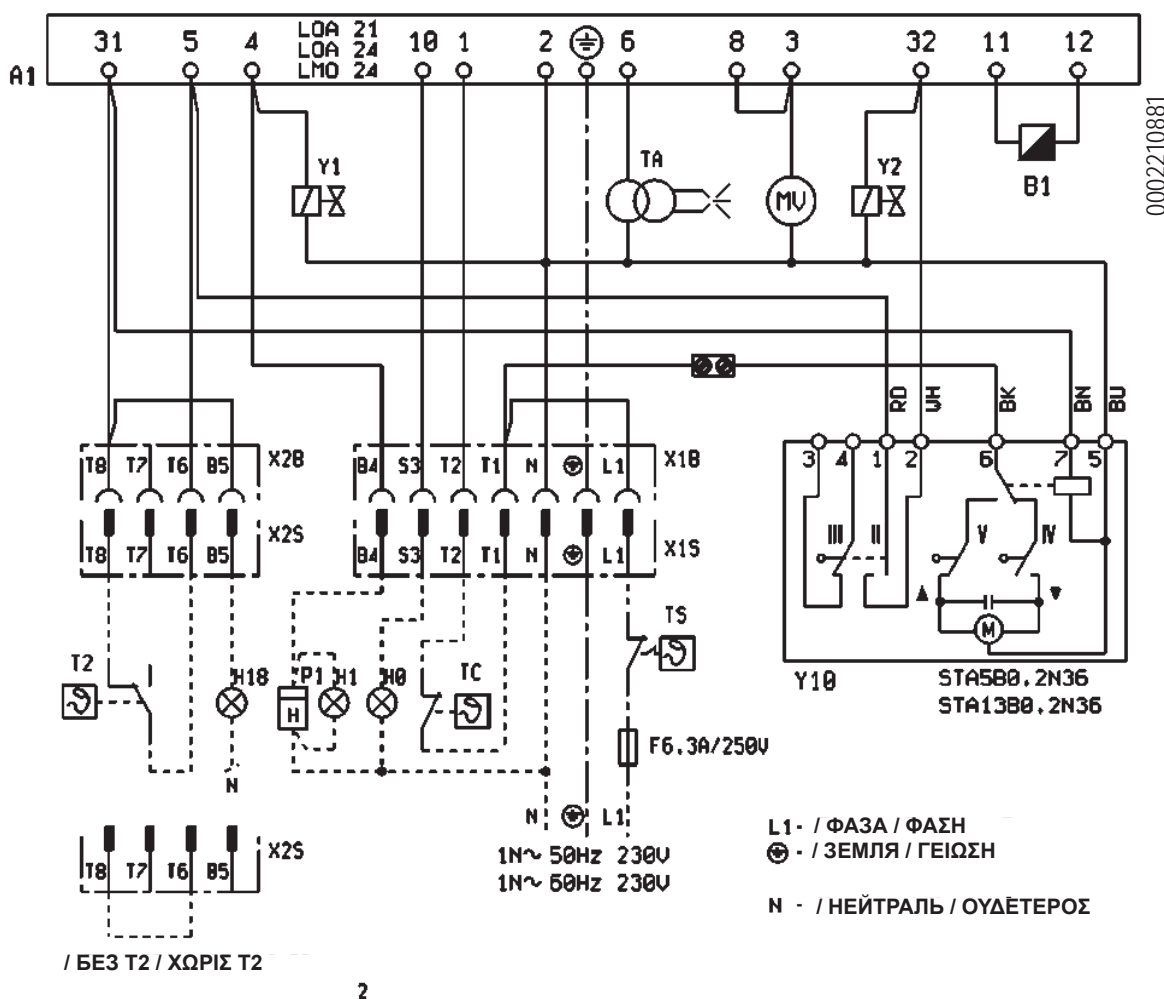 31 5 4 LOA 21 10 1 2 6 8 3 32 11 12
LOA 24
LMO 24
A1
0002210881
Y1 TA MV Y2 B1
RD WH BK BN BU
T8 T7 T6 B5 X2B B4 S3 T2 T1 N L1 X1B
3 4 1 2 6 7 5
T8 T7 T6 B5 X2S B4 S3 T2 T1 N L1 X1S
III II V IV
M
T2 H18 P1 H1 H0 TC TS
H
Y10 STA5B0.2N36
STA13B0.2N36
F6.3A/250V
N
N L1
T8 T7 T6 B5 X2S
1N~ 50Hz 230V
1N~ 60Hz 230V
L1 - / ФАЗА / ΦΑΣΗ
- / ЗЕМЛЯ / ΓΕΙΩΣΗ
N - / НЕЙТРАЛЬ / ΟΥΔΕΤΕΡΟΣ
/ БЕЗ T2 / ΧΩΡΙΣ T2
2